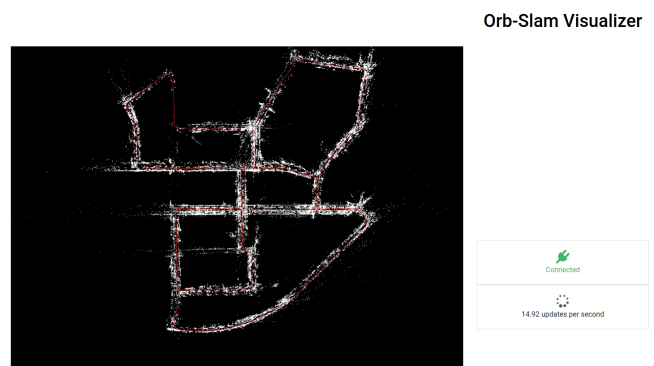 Orb-Slam Visualizer
Connected
14.92 updates per second